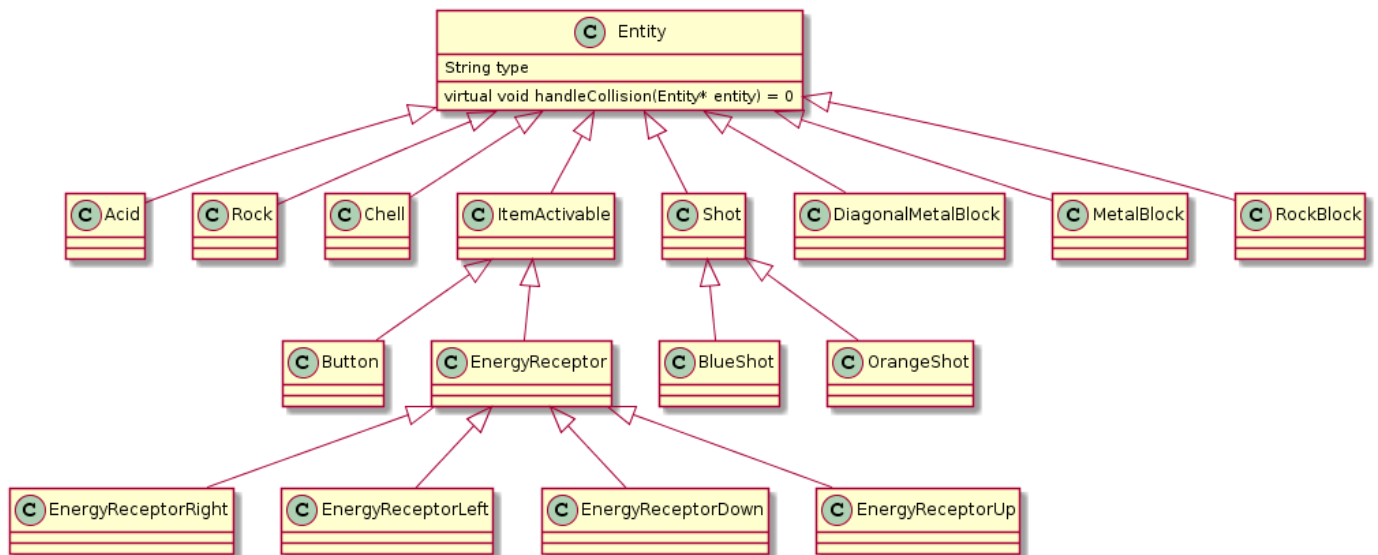 C Entity
String type
virtual void handleCollision(Entity* entity) = 0
C Acid
C Rock
C Chell
C ItemActivable
C Shot
C DiagonalMetalBlock
C MetalBlock
C RockBlock
C Button
C EnergyReceptor
C BlueShot
C OrangeShot
C EnergyReceptorRight
C EnergyReceptorLeft
C EnergyReceptorDown
C EnergyReceptorUp